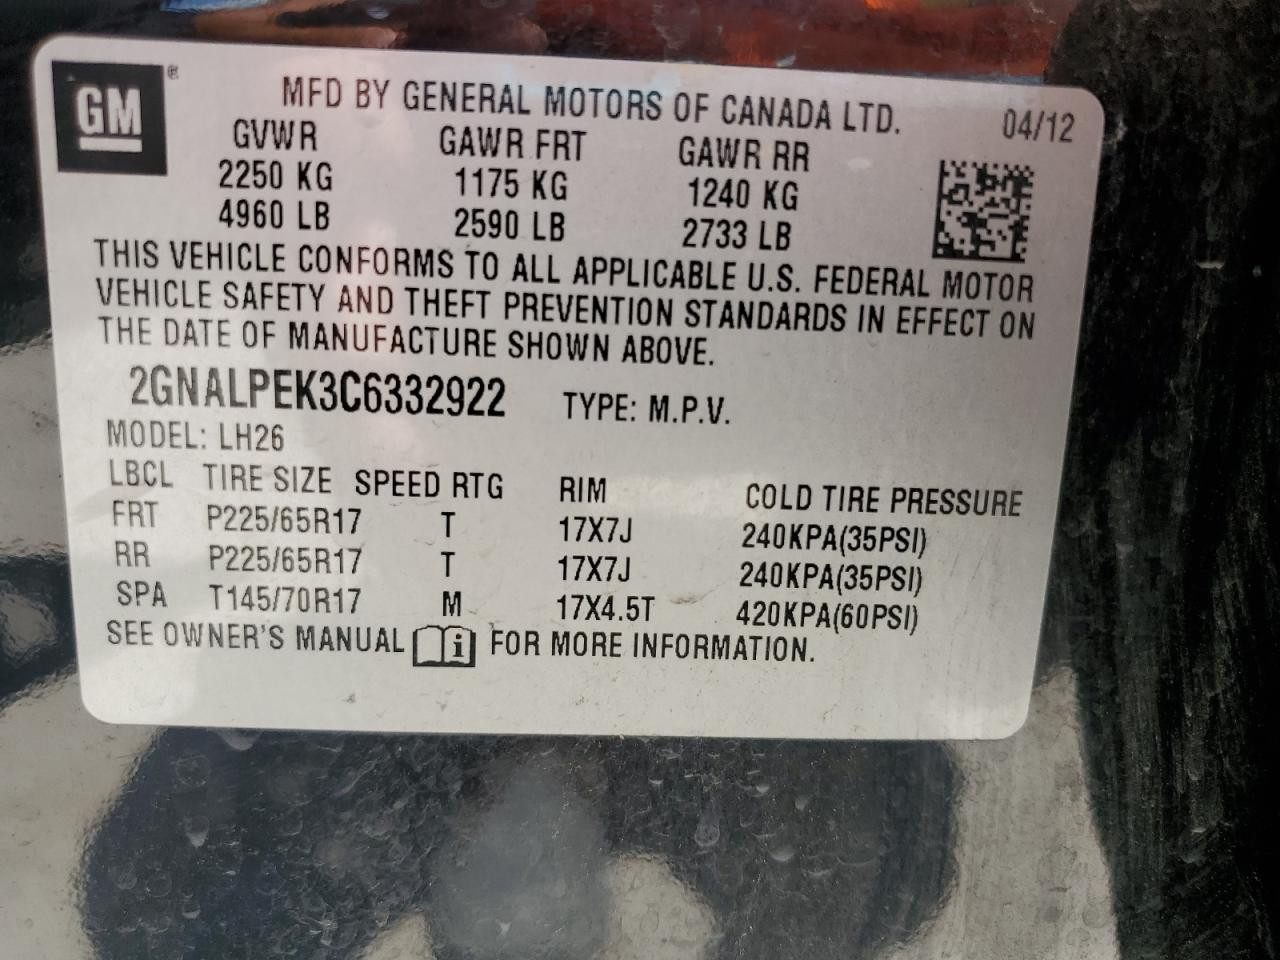 GM ®
MFD BY GENERAL MOTORS OF CANADA LTD. 04/12
GVWR GAWR FRT GAWR RR
2250 KG 1175 KG 1240 KG
4960 LB 2590 LB 2733 LB
THIS VEHICLE CONFORMS TO ALL APPLICABLE U.S. FEDERAL MOTOR
VEHICLE SAFETY AND THEFT PREVENTION STANDARDS IN EFFECT ON
THE DATE OF MANUFACTURE SHOWN ABOVE.
2GNALPEK3C6332922 TYPE: M.P.V.
MODEL: LH26
LBCL TIRE SIZE SPEED RTG RIM COLD TIRE PRESSURE
FRT P225/65R17 T 17X7J 240KPA(35PSI)
RR P225/65R17 T 17X7J 240KPA(35PSI)
SPA T145/70R17 M 17X4.5T 420KPA(60PSI)
SEE OWNER'S MANUAL i FOR MORE INFORMATION.